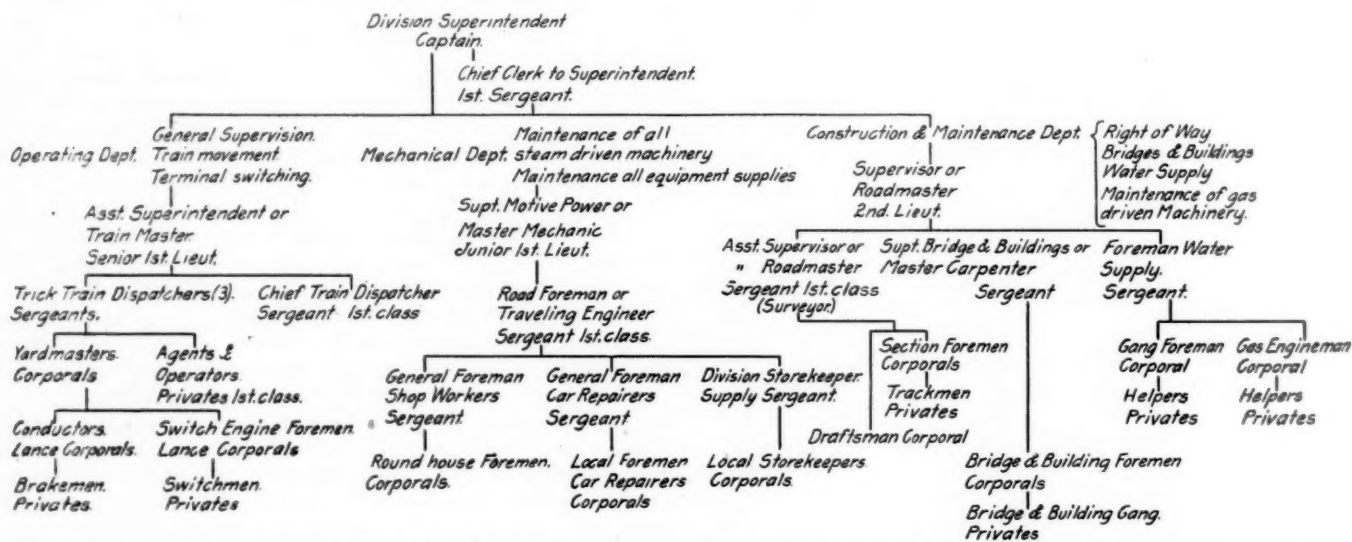 Division Superintendent
Captain.
Chief Clerk to Superintendent.
1st. Sergeant.
Operating Dept.
General Supervision.
Train movement
Terminal switching.
Asst. Superintendent or
Train Master
Senior 1st. Lieut.
Trick Train Dispatchers (3).
Sergeants.
Chief Train Dispatcher
Sergeant 1st. class
Yardmasters.
Corporals
Agents &
Operators.
Privates 1st. class.
Conductors.
Lance Corporals.
Switch Engine Foremen.
Lance Corporals
Brakemen.
Privates.
Switchmen.
Privates
Mechanical Dept.
Maintenance of all
steam driven machinery
Maintenance all equipment supplies
Supt. Motive Power or
Master Mechanic
Junior 1st. Lieut.
Road Foreman or
Traveling Engineer
Sergeant 1st. class.
General Foreman
Shop Workers
Sergeant.
Round house Foremen.
Corporals.
General Foreman
Car Repairers
Sergeant
Local Foremen
Car Repairers
Corporals
Division Storekeeper.
Supply Sergeant.
Local Storekeepers
Corporals.
Construction & Maintenance Dept.
Right of Way
Bridges & Buildings
Water Supply
Maintenance of gas
driven Machinery.
Supervisor or
Roadmaster
2nd. Lieut.
Asst. Supervisor or
" Roadmaster
Sergeant 1st. class
(Surveyor.)
Section Foremen
Corporals
Trackmen
Privates
Draftsman Corporal
Supt. Bridge & Buildings or
Master Carpenter
Sergeant
Bridge & Building Foremen
Corporals
Bridge & Building Gang.
Privates
Foreman Water
Supply.
Sergeant.
Gang Foreman
Corporal
Helpers
Privates
Gas Engineman
Corporal
Helpers
Privates